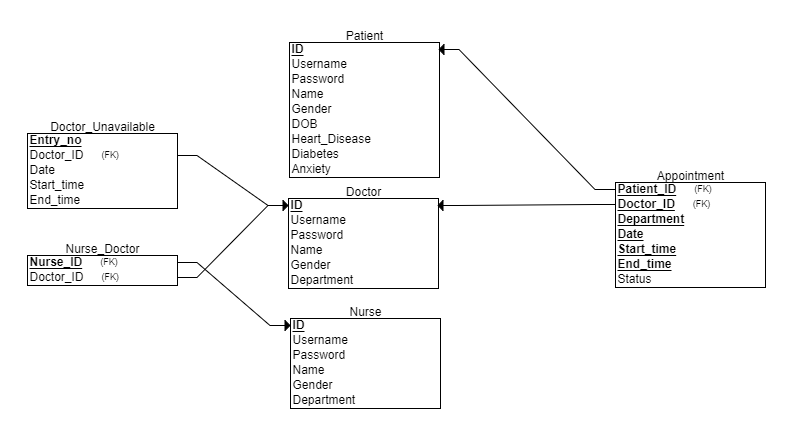 Patient
ID
Username
Password
Name
Gender
DOB
Heart_Disease
Diabetes
Anxiety
Doctor_Unavailable
Entry_no
Doctor_ID (FK)
Date
Start_time
End_time
Doctor
ID
Username
Password
Name
Gender
Department
Appointment
Patient_ID (FK)
Doctor_ID (FK)
Department
Date
Start_time
End_time
Status
Nurse_Doctor
Nurse_ID (FK)
Doctor_ID (FK)
Nurse
ID
Username
Password
Name
Gender
Department